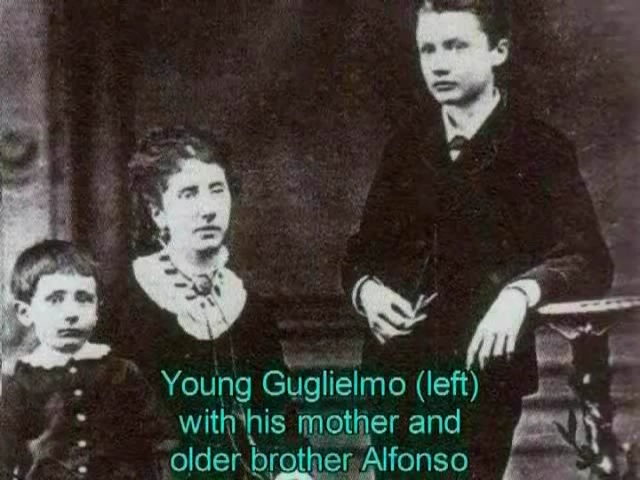 Young Guglielmo (left)
with his mother and
older brother Alfonso